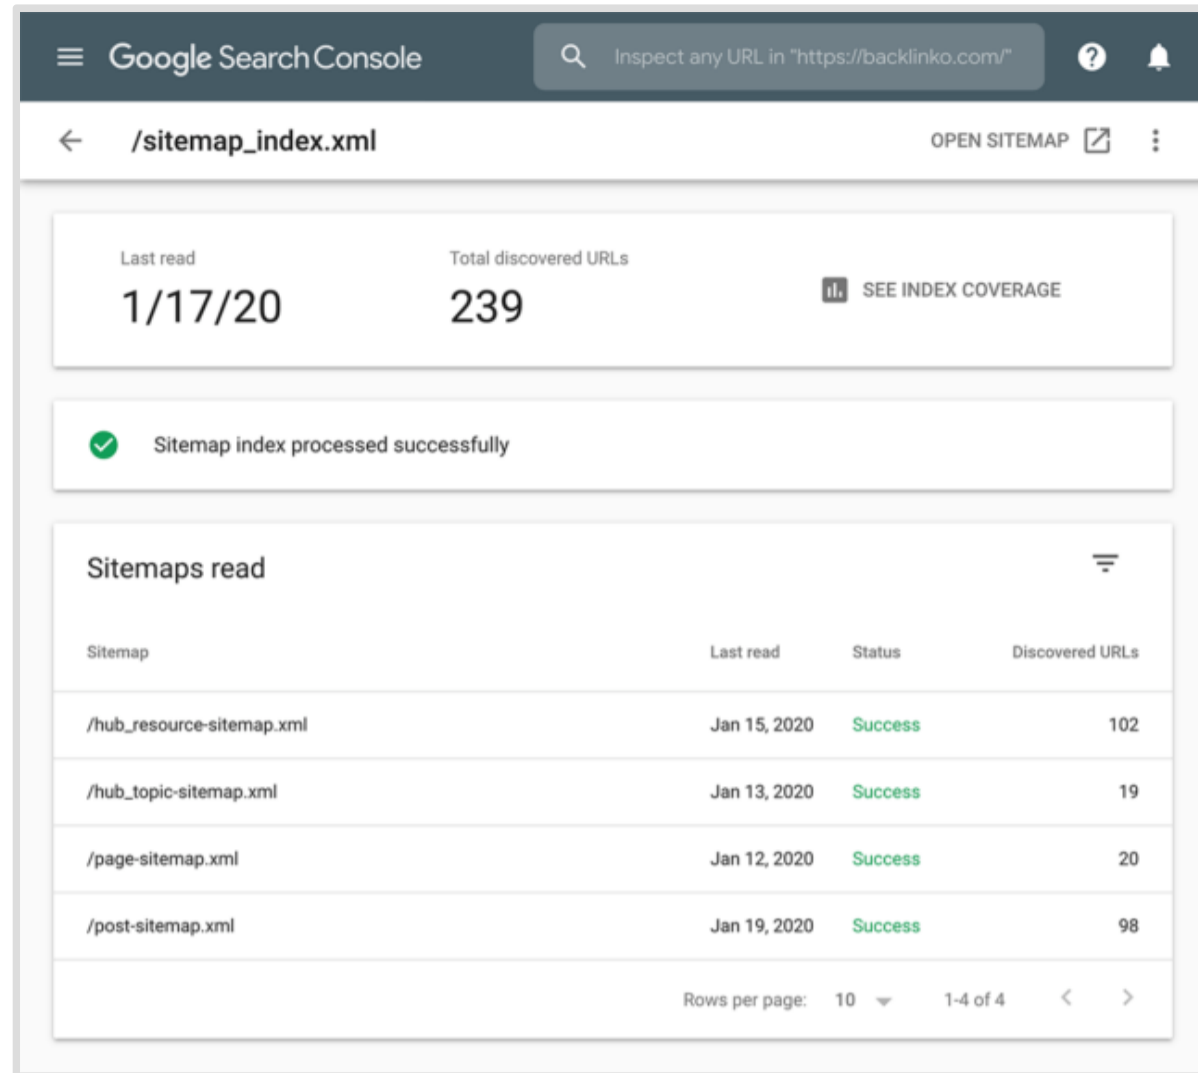 Google Search Console
Inspect any URL in "https://backlinko.com/"
/sitemap_index.xml
OPEN SITEMAP
Last read
Total discovered URLs
1/17/20
239
SEE INDEX COVERAGE
Sitemap index processed successfully
Sitemaps read
Sitemap Last read Status Discovered URLs
/hub_resource-sitemap.xml Jan 15, 2020 Success 102
/hub_topic-sitemap.xml Jan 13, 2020 Success 19
/page-sitemap.xml Jan 12, 2020 Success 20
/post-sitemap.xml Jan 19, 2020 Success 98
Rows per page: 10 1-4 of 4